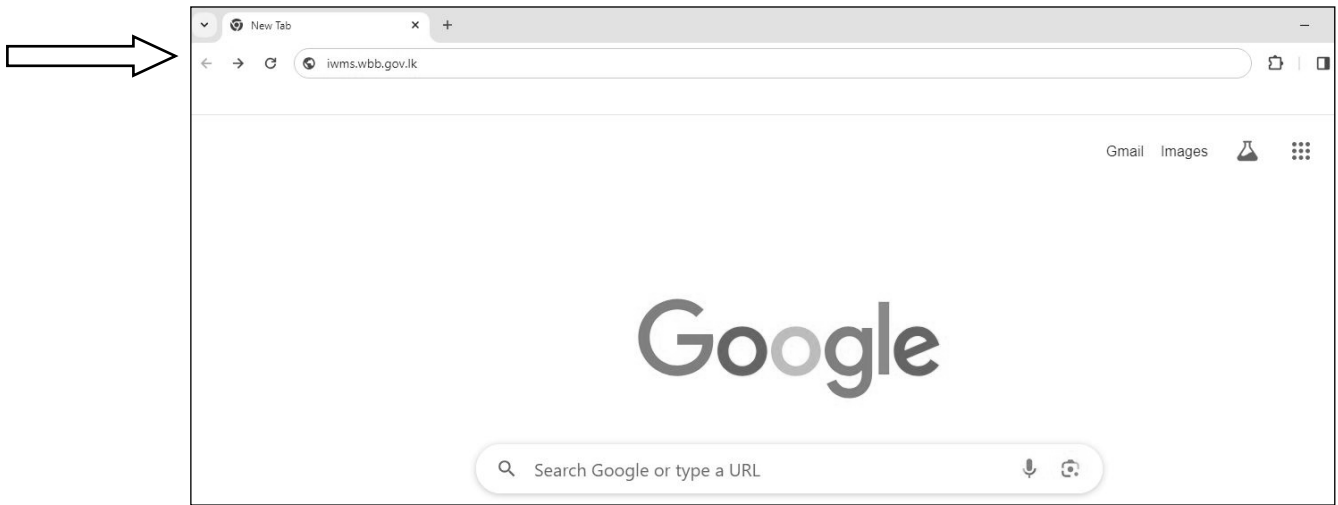 New Tab
iwms.wbb.gov.lk
Gmail Images
Google
Search Google or type a URL